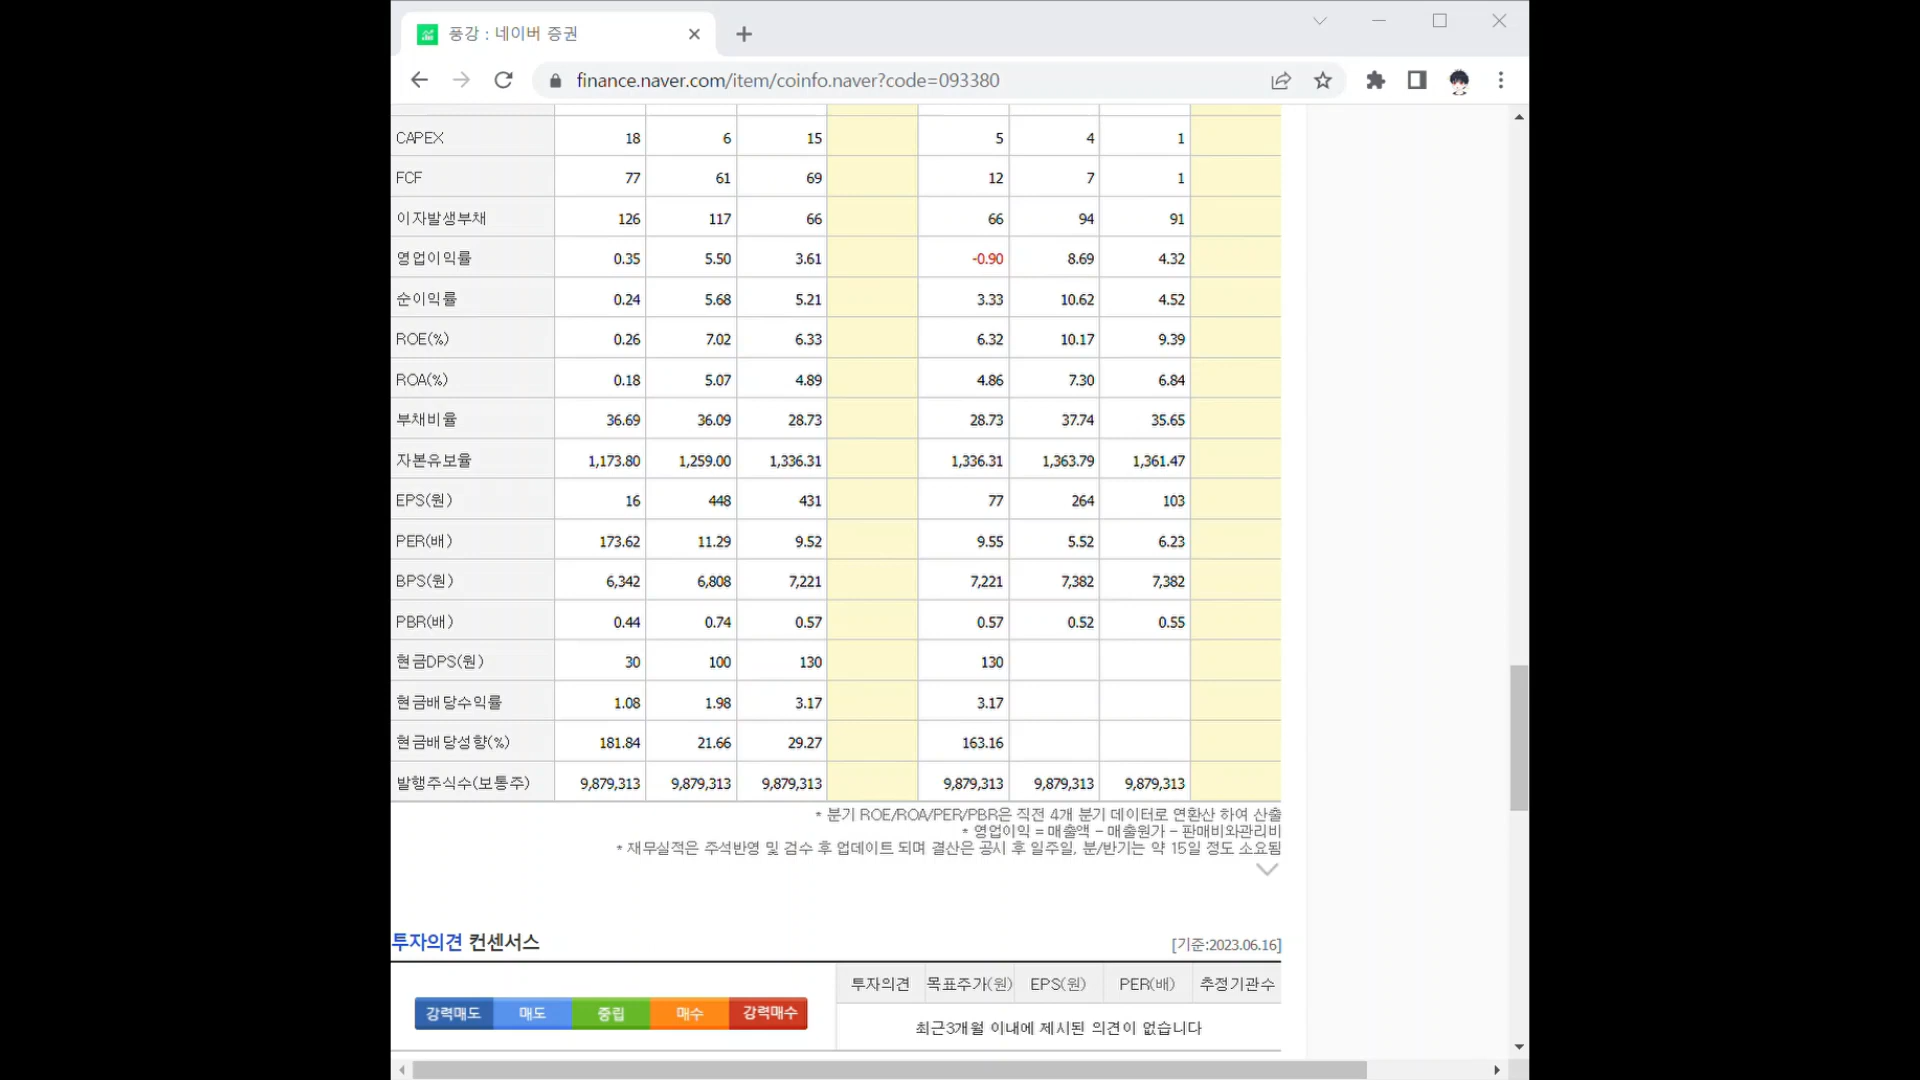 풍강 : 네이버 증권
finance.naver.com/item/coinfo.naver?code=093380
CAPEX 18 6 15 5 4 1
FCF 77 61 69 12 7 1
이자발생부채 126 117 66 66 94 91
영업이익률 0.35 5.50 3.61 -0.90 8.69 4.32
순이익률 0.24 5.68 5.21 3.33 10.62 4.52
ROE(%) 0.26 7.02 6.33 6.32 10.17 9.39
ROA(%) 0.18 5.07 4.89 4.86 7.30 6.84
부채비율 36.69 36.09 28.73 28.73 37.74 35.65
자본유보율 1,173.80 1,259.00 1,336.31 1,336.31 1,363.79 1,361.47
EPS(원) 16 448 431 77 264 103
PER(배) 173.62 11.29 9.52 9.55 5.52 6.23
BPS(원) 6,342 6,808 7,221 7,221 7,382 7,382
PBR(배) 0.44 0.74 0.57 0.57 0.52 0.55
현금DPS(원) 30 100 130 130
현금배당수익률 1.08 1.98 3.17 3.17
현금배당성향(%) 181.84 21.66 29.27 163.16
발행주식수(보통주) 9,879,313 9,879,313 9,879,313 9,879,313 9,879,313 9,879,313
* 분기 ROE/ROA/PER/PBR은 직전 4개 분기 데이터로 연환산 하여 산출
* 영업이익 = 매출액 - 매출원가 - 판매비와관리비
* 재무실적은 주석반영 및 검수 후 업데이트 되며 결산은 공시 후 일주일, 분/반기는 약 15일 정도 소요됨
투자의견 컨센서스 [기준:2023.06.16]
투자의견 목표주가(원) EPS(원) PER(배) 추정기관수
강력매도 매도 중립 매수 강력매수
최근3개월 이내에 제시된 의견이 없습니다